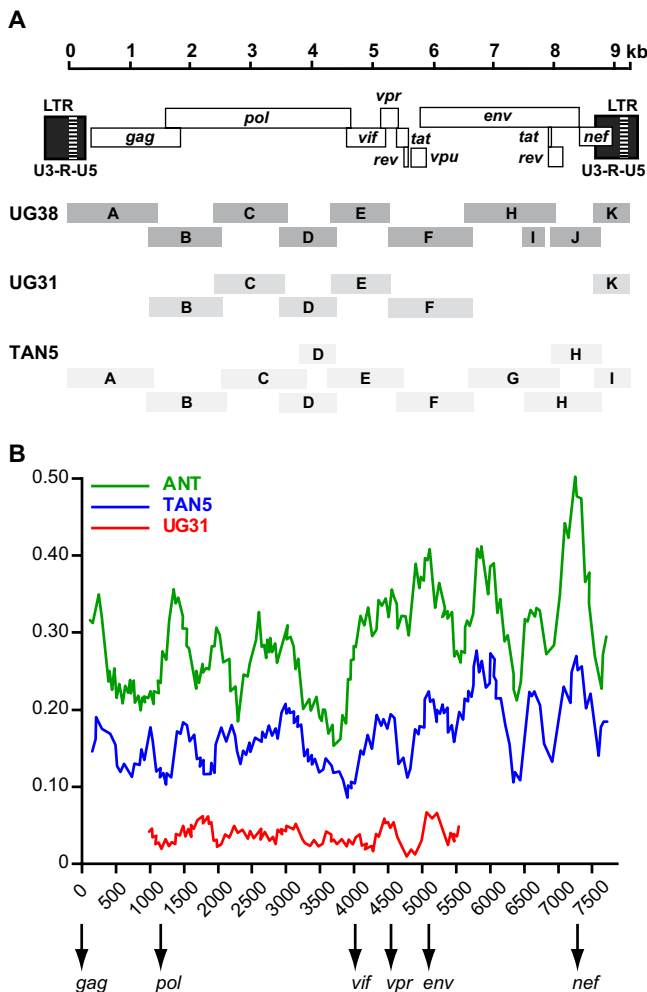 A
0 1 2 3 4 5 6 7 8 9 kb
LTR vpr LTR
pol env
gag vif tat tat nef
rev vpu rev
U3-R-U5 U3-R-U5
UG38 A C E H K
B D F I J
UG31 C E K
B D F
TAN5 D H
A C E G I
B D F H
B
0.50
0.40
0.30
0.20
0.10
0
ANT
TAN5
UG31
0 500 1000 1500 2000 2500 3000 3500 4000 4500 5000 5500 6000 6500 7000 7500
gag pol vif vpr env nef